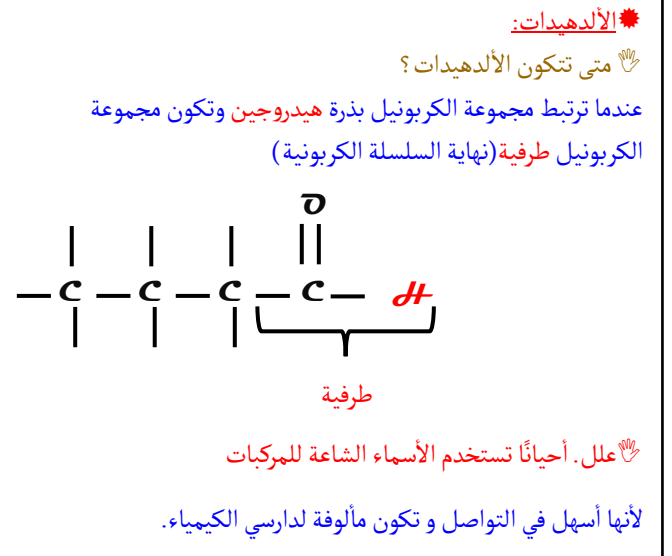 الألدهيدات:
متى تتكون الألدهيدات ؟
عندما ترتبط مجموعة الكربونيل بذرة هيدروجين وتكون مجموعة
الكربونيل طرفية(نهاية السلسلة الكربونية)
O
C C C C H
طرفية
علل. أحيانًا تستخدم الأسماء الشاعة للمركبات
لأنها أسهل في التواصل و تكون مألوفة لدارسي الكيمياء.